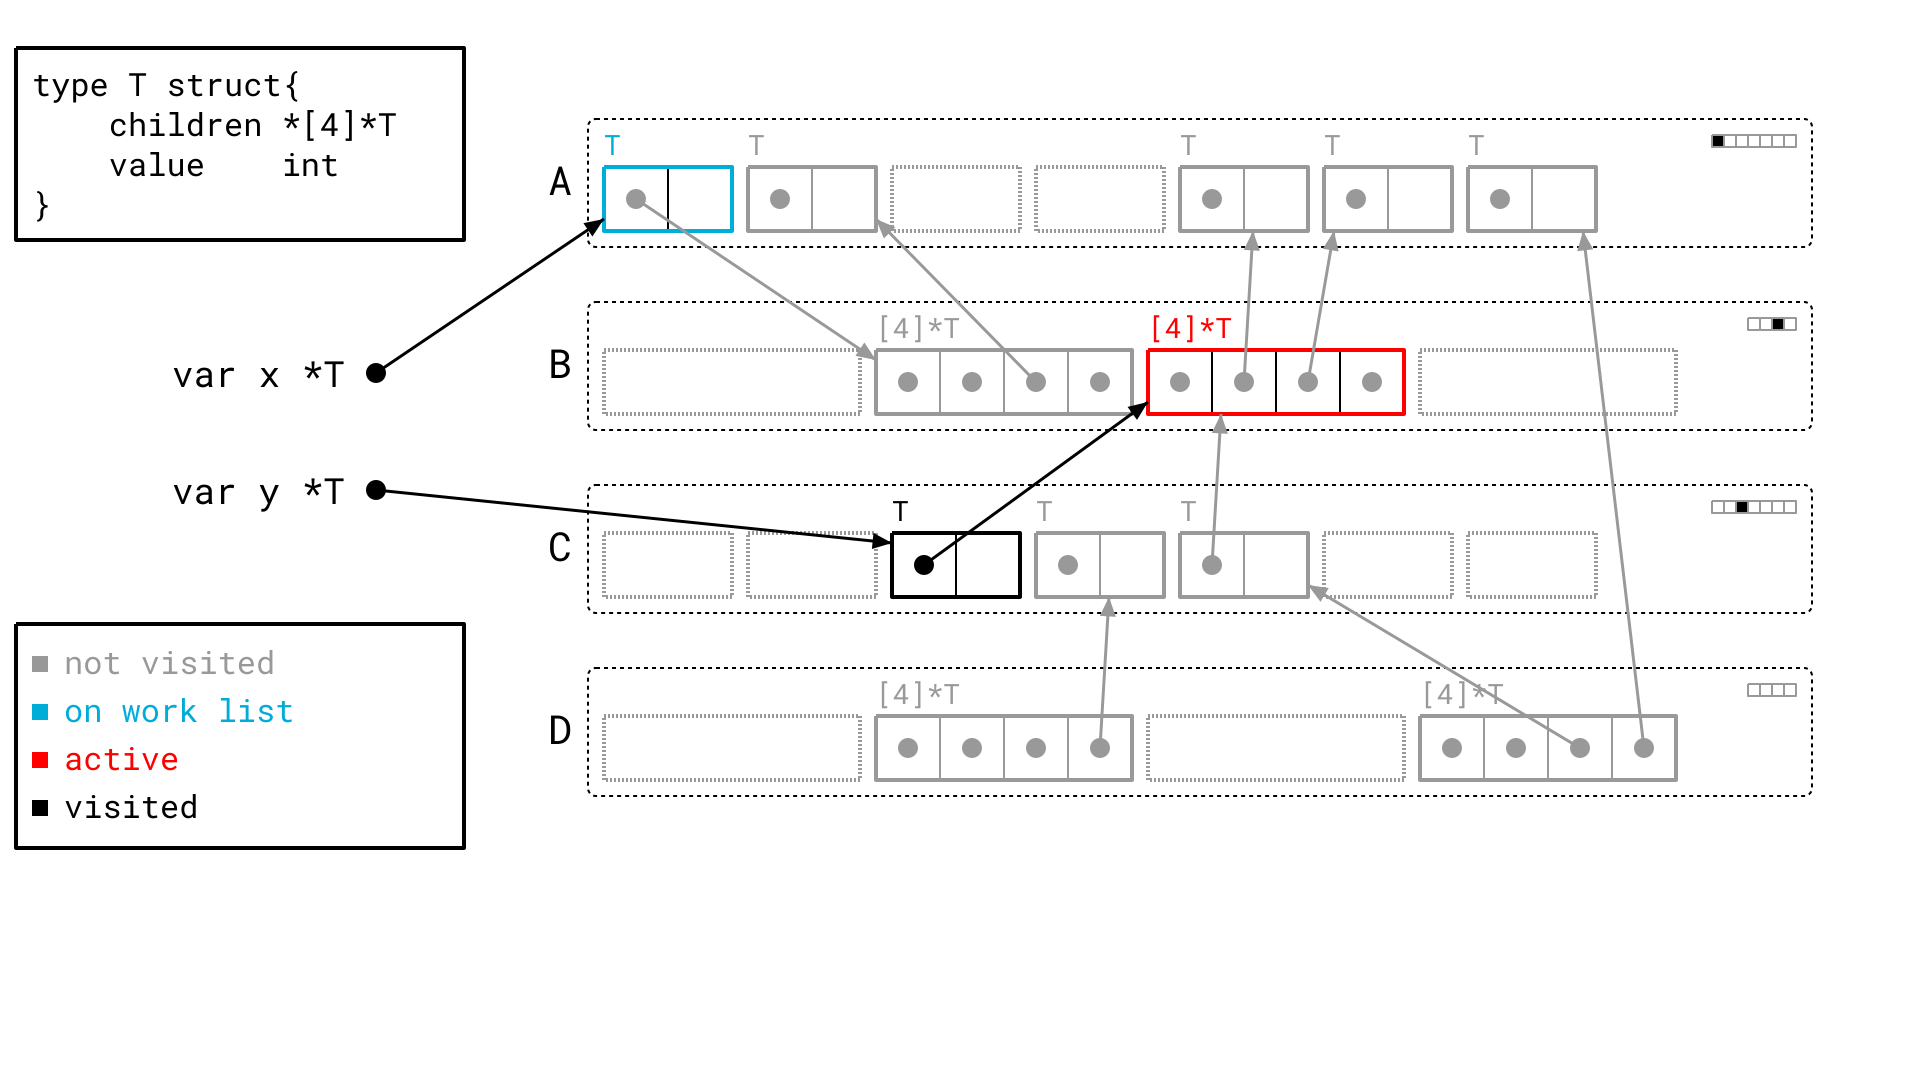 type T struct{
    children *[4]*T
    value    int
}
var x *T
var y *T
not visited
on work list
active
visited
A
T T T T T
B
[4]*T [4]*T
C
T T T
D
[4]*T [4]*T